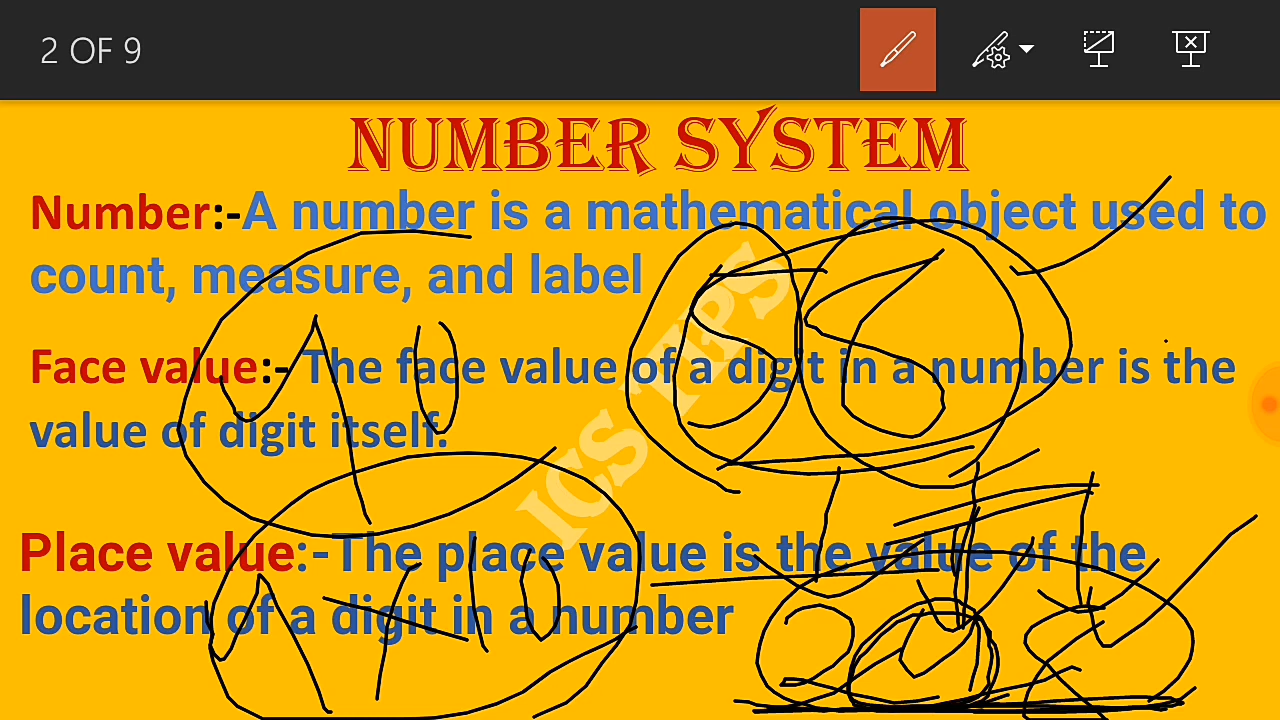 2 OF 9
NUMBER SYSTEM
Number:-A number is a mathematical object used to
count, measure, and label
Face value:- The face value of a digit in a number is the
value of digit itself.
Place value:-The place value is the value of the
location of a digit in a number
ICS TIPS